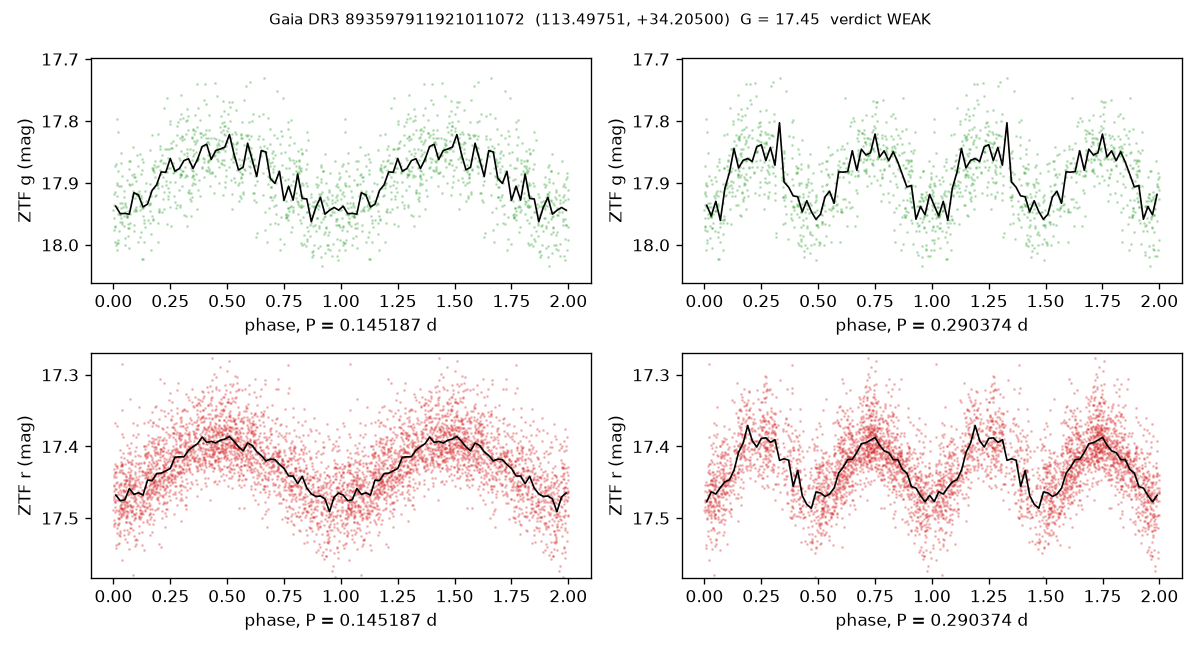 Gaia DR3 893597911921011072 (113.49751, +34.20500) G = 17.45 verdict WEAK
ZTF g (mag)
17.7
17.8
17.9
18.0
0.00 0.25 0.50 0.75 1.00 1.25 1.50 1.75 2.00
phase, P = 0.145187 d
ZTF g (mag)
17.7
17.8
17.9
18.0
0.00 0.25 0.50 0.75 1.00 1.25 1.50 1.75 2.00
phase, P = 0.290374 d
ZTF r (mag)
17.3
17.4
17.5
0.00 0.25 0.50 0.75 1.00 1.25 1.50 1.75 2.00
phase, P = 0.145187 d
ZTF r (mag)
17.3
17.4
17.5
0.00 0.25 0.50 0.75 1.00 1.25 1.50 1.75 2.00
phase, P = 0.290374 d